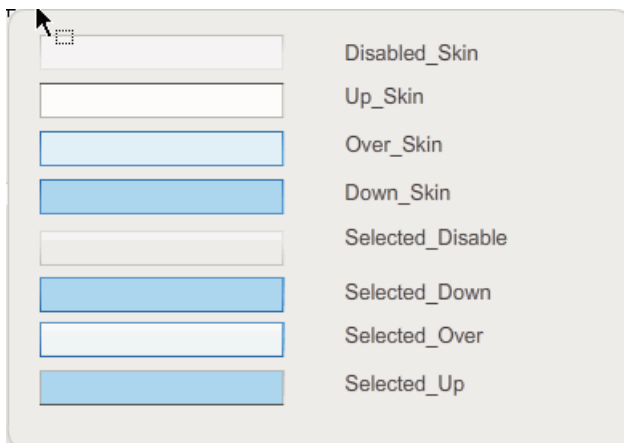 Disabled_Skin
Up_Skin
Over_Skin
Down_Skin
Selected_Disable
Selected_Down
Selected_Over
Selected_Up